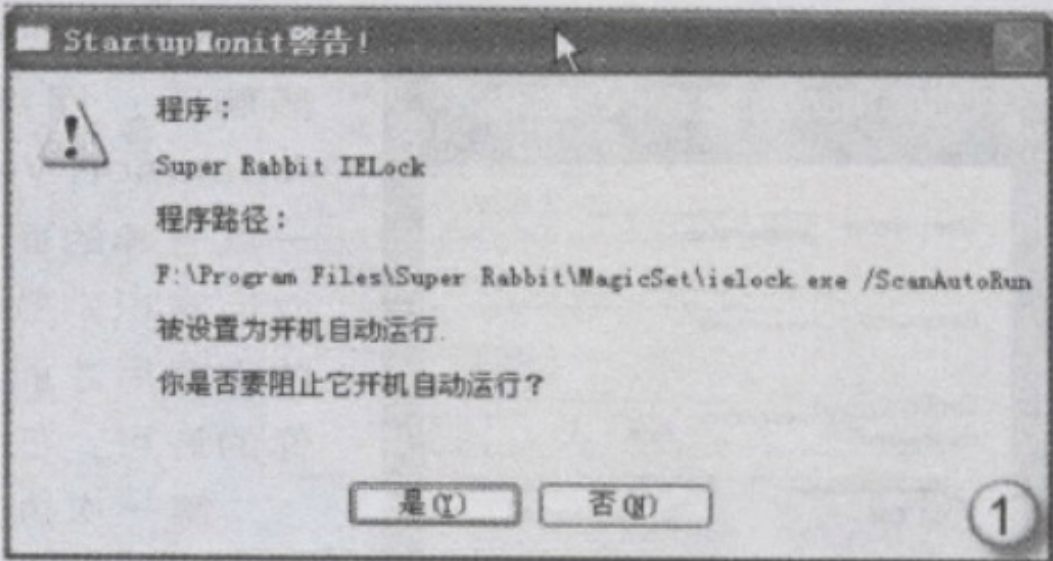 StartupMonit警告!
程序：
Super Rabbit IELock
程序路径：
F:\Program Files\Super Rabbit\MagicSet\ielock.exe /ScanAutoRun
被设置为开机自动运行.
你是否要阻止它开机自动运行？
是(Y)
否(N)
1